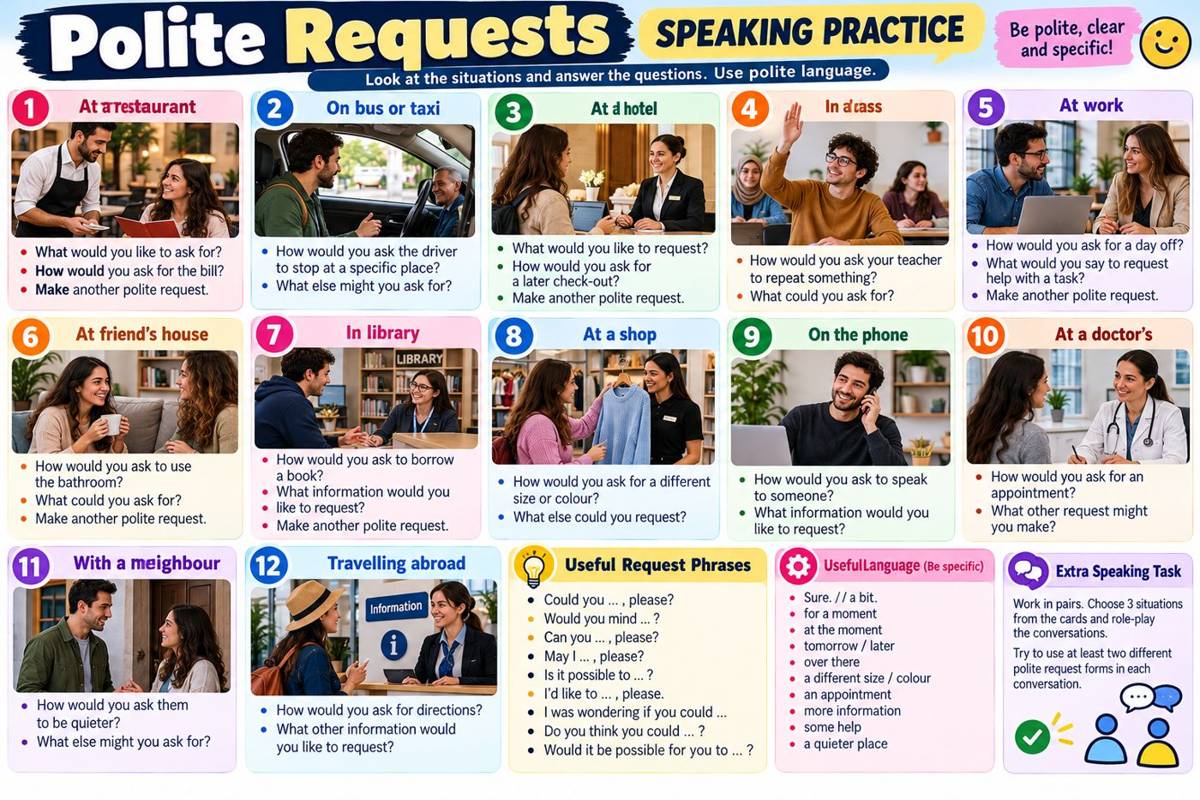 Polite Requests
SPEAKING PRACTICE
Be polite, clear
and specific!
Look at the situations and answer the questions. Use polite language.
1
At a restaurant
What would you like to ask for?
How would you ask for the bill?
Make another polite request.
2
On bus or taxi
How would you ask the driver
to stop at a specific place?
What else might you ask for?
3
At a hotel
What would you like to request?
How would you ask for
a later check-out?
Make another polite request.
4
In
How would you ask your teacher
to repeat something?
What could you ask for?
5
At work
How would you ask for a day off?
What would you say to request
help with a task?
Make another polite request.
6
At friend's house
How would you ask to use
the bathroom?
What could you ask for?
Make another polite request.
7
In library
LIBRARY
How would you ask to borrow
a book?
What information would you
like to request?
Make another polite request.
8
At a shop
How would you ask for a different
size or colour?
What else could you request?
9
On the phone
How would you ask to speak
to someone?
What information would you
like to request?
10
At a doctor's
How would you ask for an
appointment?
What other request might
you make?
11
With a neighbour
How would you ask them
to be quieter?
What else might you ask for?
12
Travelling abroad
Information
i
How would you ask for directions?
What other information would
you like to request?
Useful Request Phrases
Could you ... , please?
Would you mind ... ?
Can you ... , please?
May I ... , please?
Is it possible to ... ?
I'd like to ... , please.
I was wondering if you could ...
Do you think you could ... ?
Would it be possible for you to ... ?
UsefulLanguage (Be specific)
Sure. / / a bit.
for a moment
at the moment
tomorrow / later
over there
a different size / colour
an appointment
more information
some help
a quieter place
Extra Speaking Task
Work in pairs. Choose 3 situations
from the cards and role-play
the conversations.
Try to use at least two different
polite request forms in each
conversation.